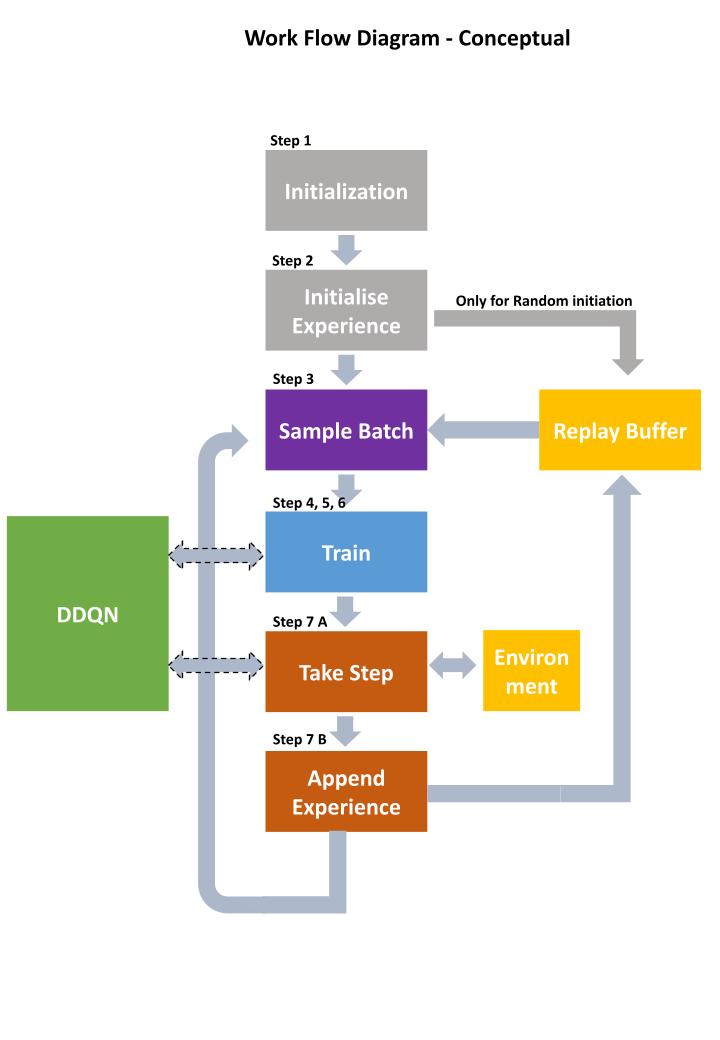 Work Flow Diagram - Conceptual
Step 1
Initialization
Step 2
Initialise
Experience
Only for Random initiation
Step 3
Sample Batch
Replay Buffer
Step 4, 5, 6
Train
DDQN
Step 7 A
Take Step
Environ
ment
Step 7 B
Append
Experience